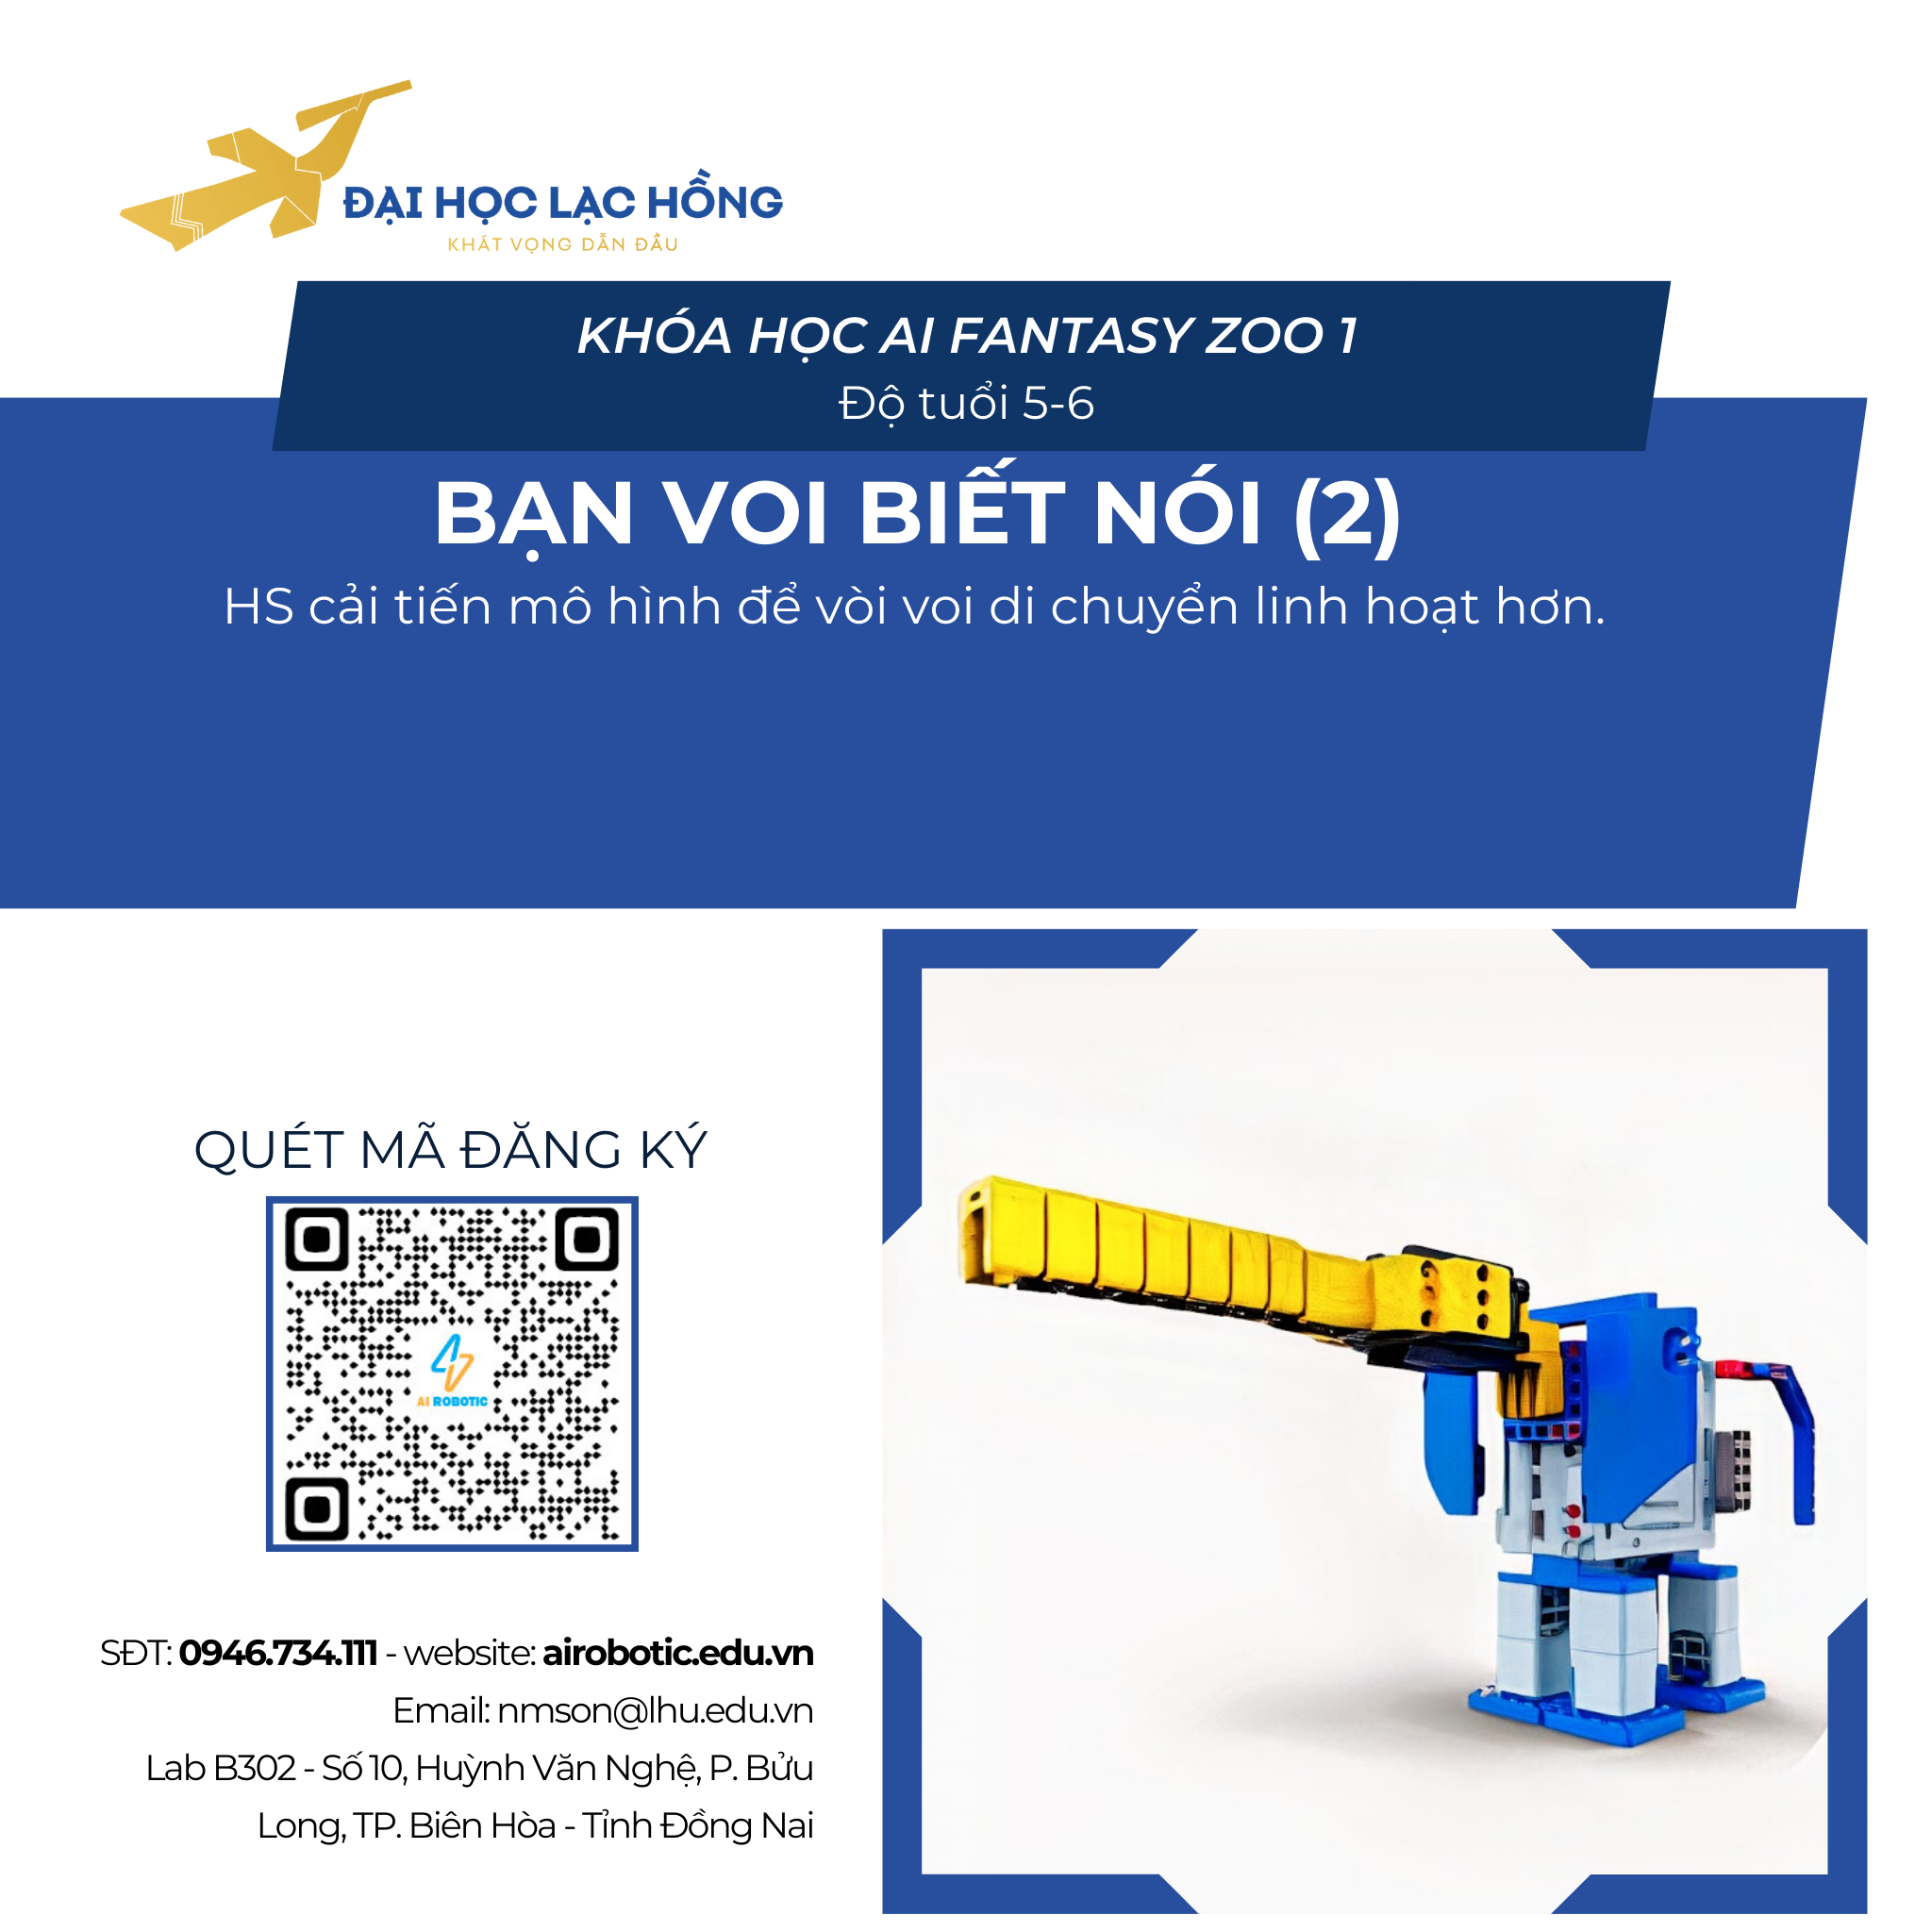 ĐẠI HỌC LẠC HỒNG
KHÁT VỌNG DẪN ĐẦU
KHÓA HỌC AI FANTASY ZOO 1
Độ tuổi 5-6
BẠN VOI BIẾT NÓI (2)
HS cải tiến mô hình để vòi voi di chuyển linh hoạt hơn.
QUÉT MÃ ĐĂNG KÝ
AI ROBOTIC
SĐT: 0946.734.111 - website: airobotic.edu.vn
Email: nmson@lhu.edu.vn
Lab B302 - Số 10, Huỳnh Văn Nghệ, P. Bửu
Long, TP. Biên Hòa - Tỉnh Đồng Nai